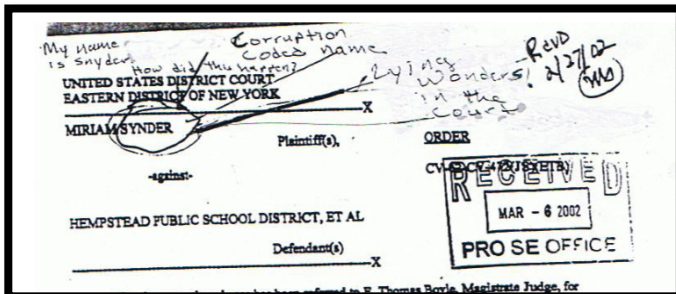 My name is Snyder
Corruption
Coded name
How did this happen?
Lying
Wonders!
in the
Court
Rcvd
2/27/02
UNITED STATES DISTRICT COURT
EASTERN DISTRICT OF NEW YORK
X
MIRIAM SYNDER
Plaintiff(s),
ORDER
-against-
RECEIVED
MAR - 6 2002
PRO SE OFFICE
HEMPSTEAD PUBLIC SCHOOL DISTRICT, ET AL
Defendant(s)
X
been referred to E. Thomas Boyle, Magistrate Judge, for